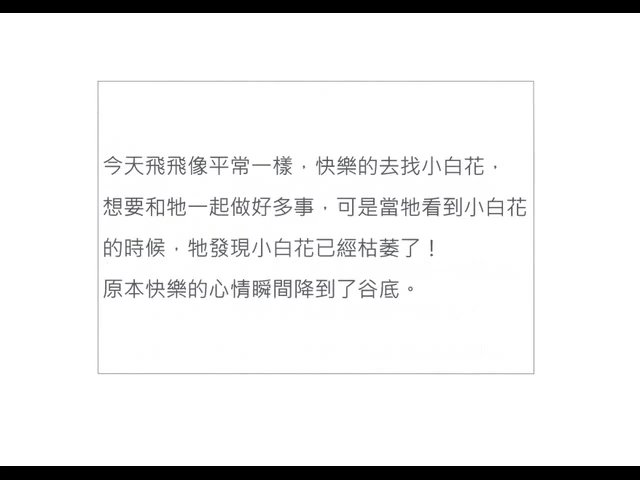 今天飛飛像平常一樣，快樂的去找小白花，
想要和牠一起做好多事，可是當牠看到小白花
的時候，牠發現小白花已經枯萎了！
原本快樂的心情瞬間降到了谷底。